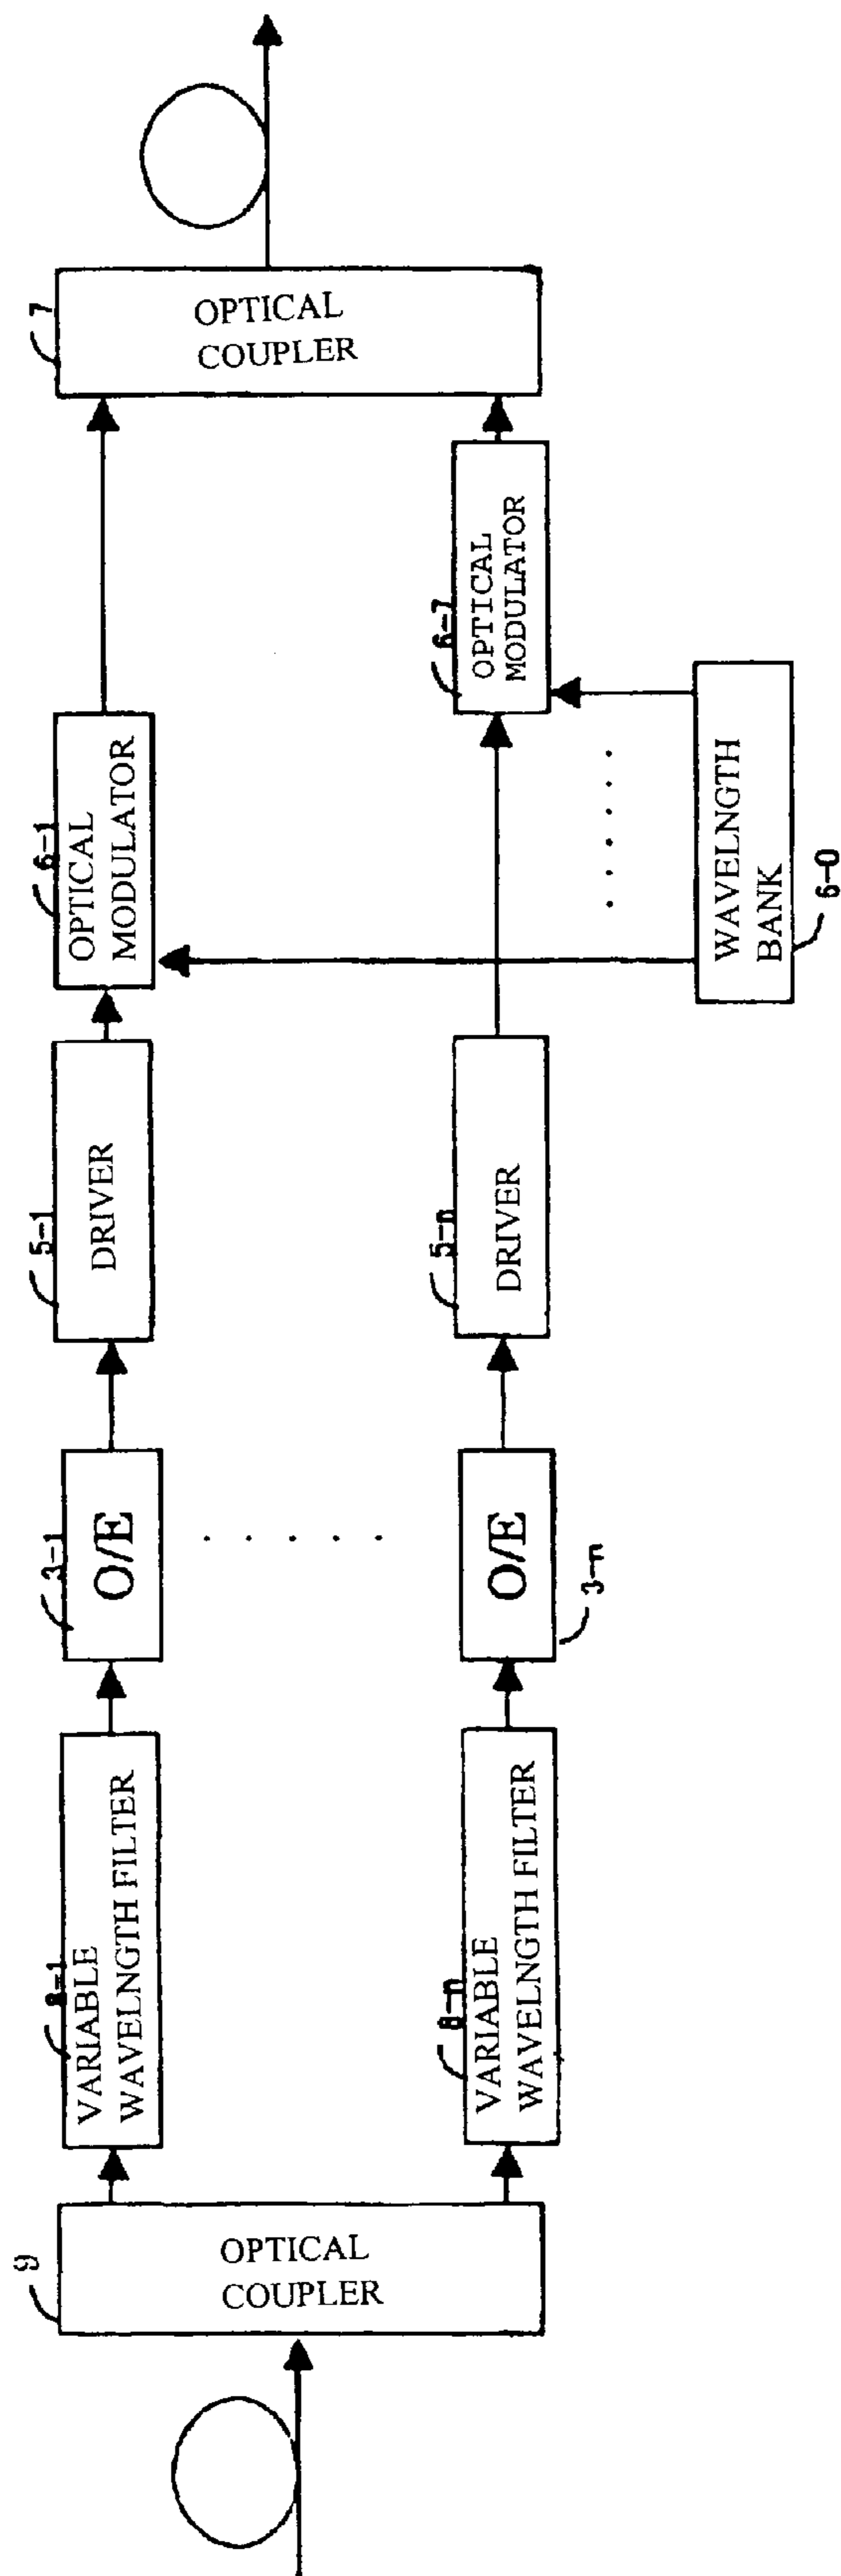 9
OPTICAL
COUPLER
8-1
VARIABLE
WAVELNGTH FILTER
3-1
O/E
5-1
DRIVER
6-1
OPTICAL
MODULATOR
7
OPTICAL
COUPLER
8-n
VARIABLE
WAVELNGTH FILTER
3-n
O/E
5-n
DRIVER
6-7
OPTICAL
MODULATOR
WAVELNGTH
BANK
6-0